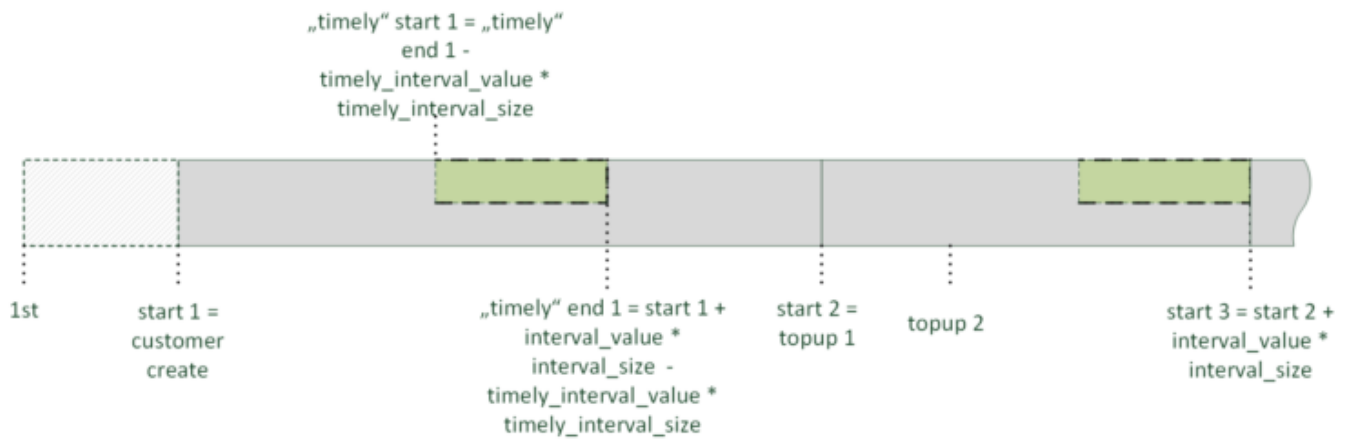 „timely“ start 1 = „timely“
end 1 -
timely_interval_value *
timely_interval_size
1st
start 1 =
customer
create
„timely“ end 1 = start 1 +
interval_value *
interval_size -
timely_interval_value *
timely_interval_size
start 2 =
topup 1
topup 2
start 3 = start 2 +
interval_value *
interval_size